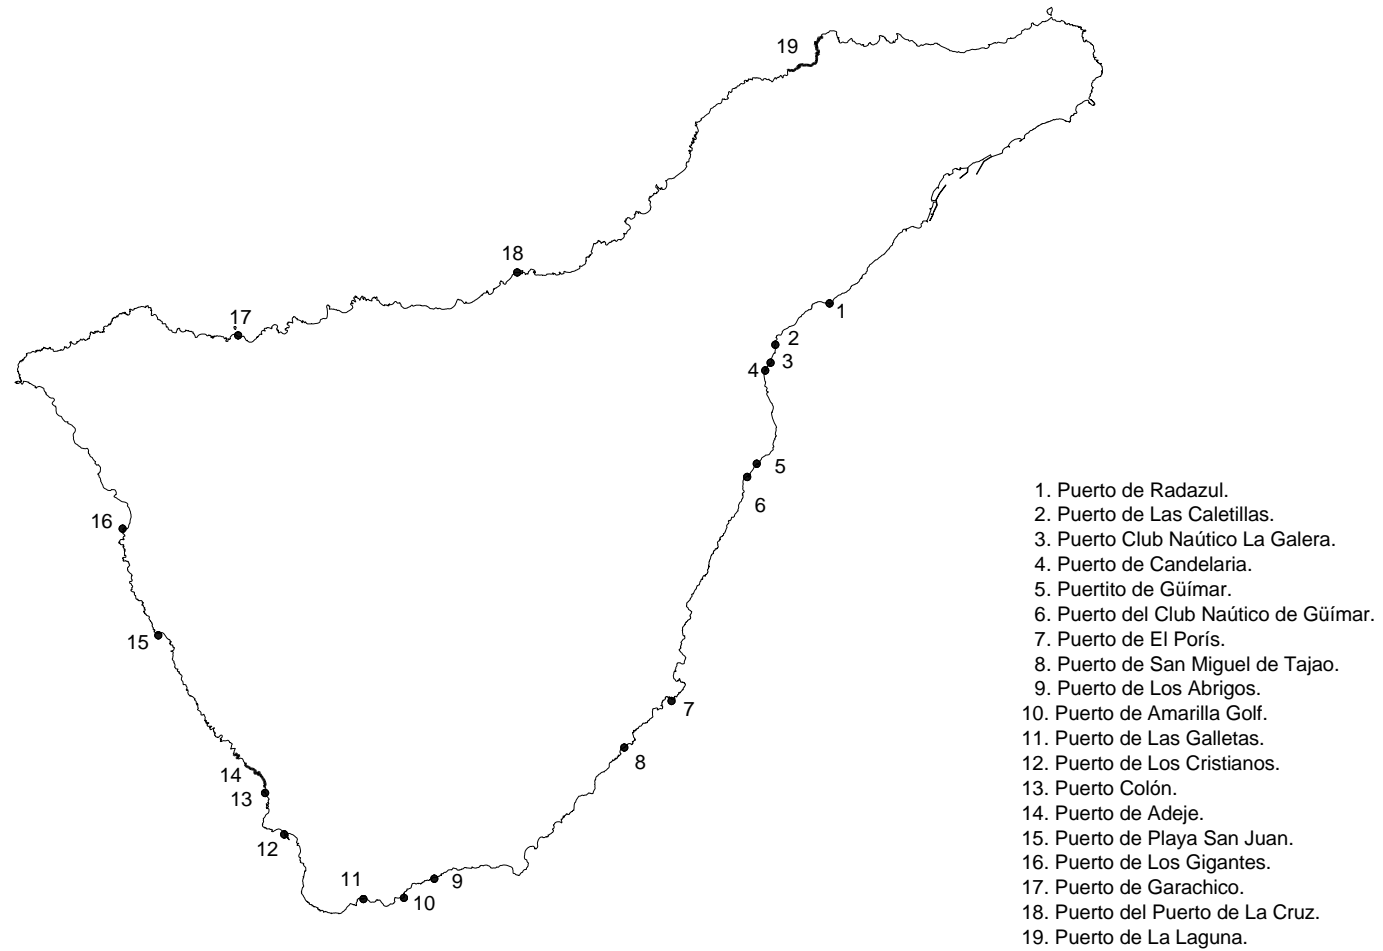 19
18
17
1
2
3
4
5
6
16
15
7
8
14
13
12
11
10
9
1. Puerto de Radazul.
2. Puerto de Las Caletillas.
3. Puerto Club Naútico La Galera.
4. Puerto de Candelaria.
5. Puertito de Güímar.
6. Puerto del Club Naútico de Güímar.
7. Puerto de El Porís.
8. Puerto de San Miguel de Tajao.
9. Puerto de Los Abrigos.
10. Puerto de Amarilla Golf.
11. Puerto de Las Galletas.
12. Puerto de Los Cristianos.
13. Puerto Colón.
14. Puerto de Adeje.
15. Puerto de Playa San Juan.
16. Puerto de Los Gigantes.
17. Puerto de Garachico.
18. Puerto del Puerto de La Cruz.
19. Puerto de La Laguna.